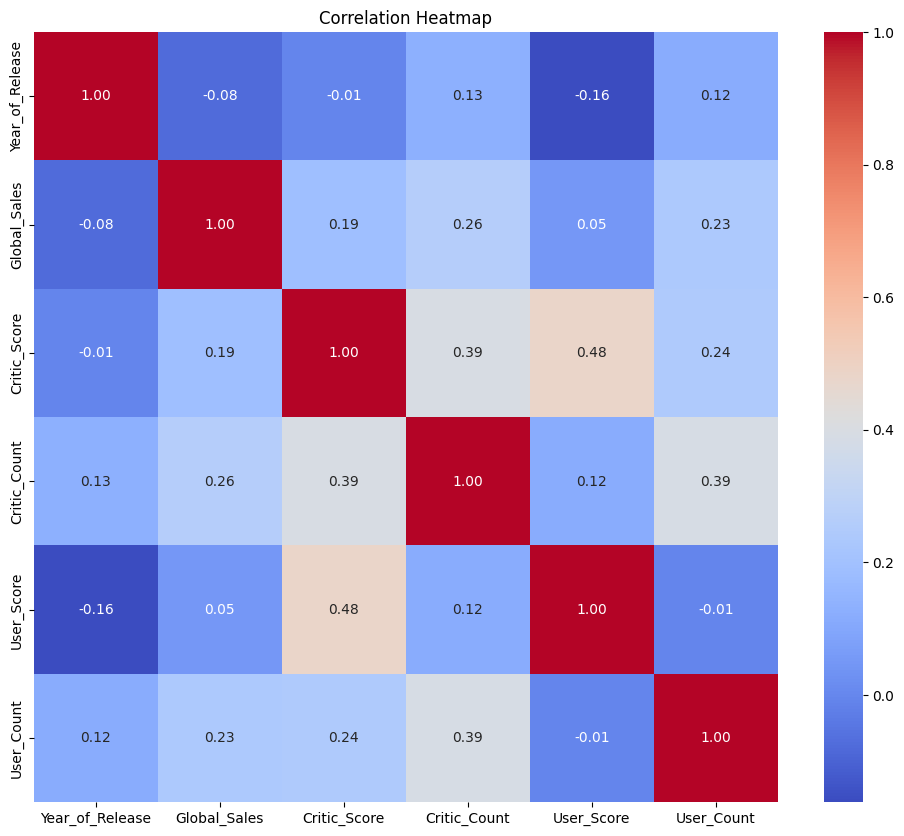 Correlation Heatmap
Year_of_Release 1.00 -0.08 -0.01 0.13 -0.16 0.12
Global_Sales -0.08 1.00 0.19 0.26 0.05 0.23
Critic_Score -0.01 0.19 1.00 0.39 0.48 0.24
Critic_Count 0.13 0.26 0.39 1.00 0.12 0.39
User_Score -0.16 0.05 0.48 0.12 1.00 -0.01
User_Count 0.12 0.23 0.24 0.39 -0.01 1.00
Year_of_Release Global_Sales Critic_Score Critic_Count User_Score User_Count
1.0
0.8
0.6
0.4
0.2
0.0